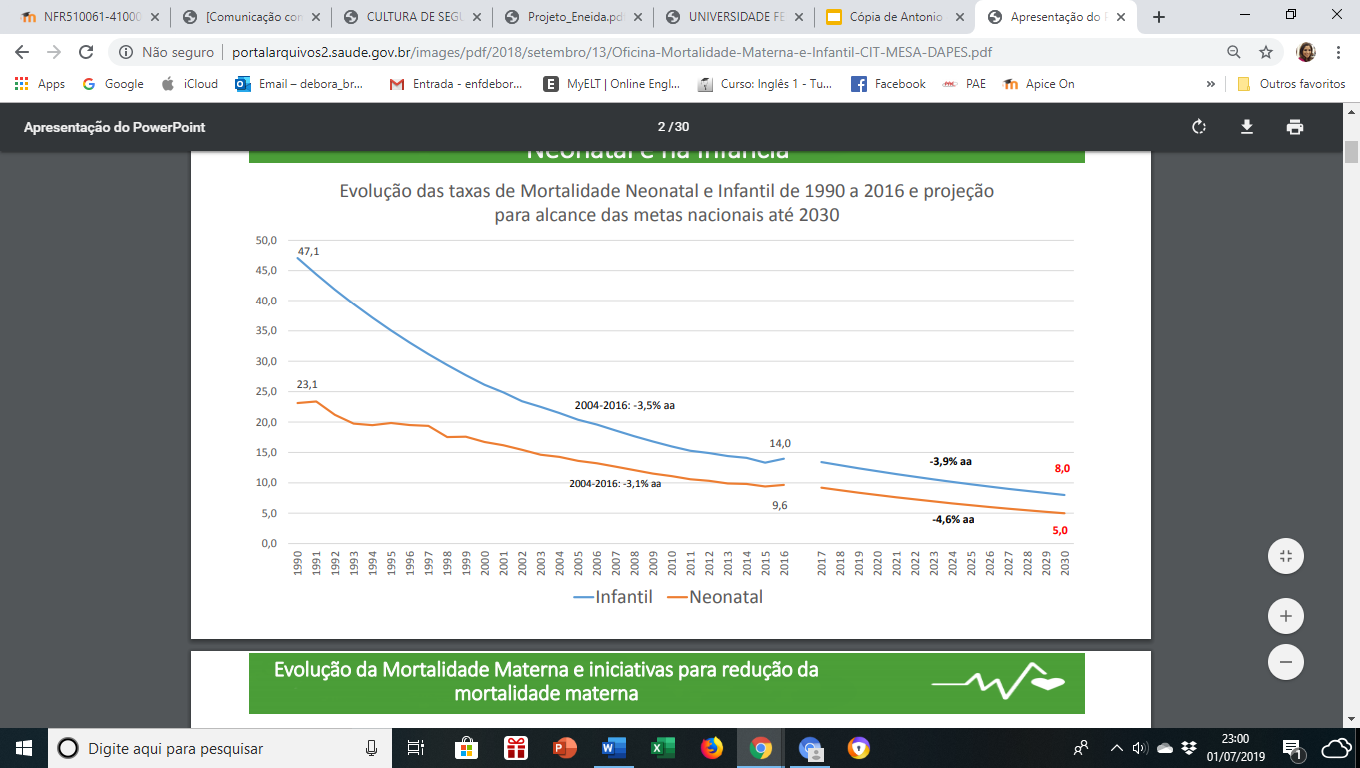 NFR510061-41000
[Comunicação con
CULTURA DE SEGU
Projeto_Eneida.pdf
UNIVERSIDADE FE
Cópia de Antonio
Apresentação do P
Não seguro | portalarquivos2.saude.gov.br/images/pdf/2018/setembro/13/Oficina-Mortalidade-Materna-e-Infantil-CIT-MESA-DAPES.pdf
Apps
Google
iCloud
Email – debora_br...
Entrada - enfdebor...
MyELT | Online Engl...
Curso: Inglês 1 - Tu...
Facebook
PAE
Apice On
»
Outros favoritos
Apresentação do PowerPoint
2 / 30
Neonatal e na Infância
Evolução das taxas de Mortalidade Neonatal e Infantil de 1990 a 2016 e projeção
para alcance das metas nacionais até 2030
50,0
45,0
40,0
35,0
30,0
25,0
20,0
15,0
10,0
5,0
0,0
47,1
23,1
2004-2016: -3,5% aa
14,0
2004-2016: -3,1% aa
9,6
-3,9% aa
8,0
-4,6% aa
5,0
1990 1991 1992 1993 1994 1995 1996 1997 1998 1999 2000 2001 2002 2003 2004 2005 2006 2007 2008 2009 2010 2011 2012 2013 2014 2015 2016 2017 2018 2019 2020 2021 2022 2023 2024 2025 2026 2027 2028 2029 2030
Infantil Neonatal
Evolução da Mortalidade Materna e iniciativas para redução da
mortalidade materna
Digite aqui para pesquisar
23:00
01/07/2019
1